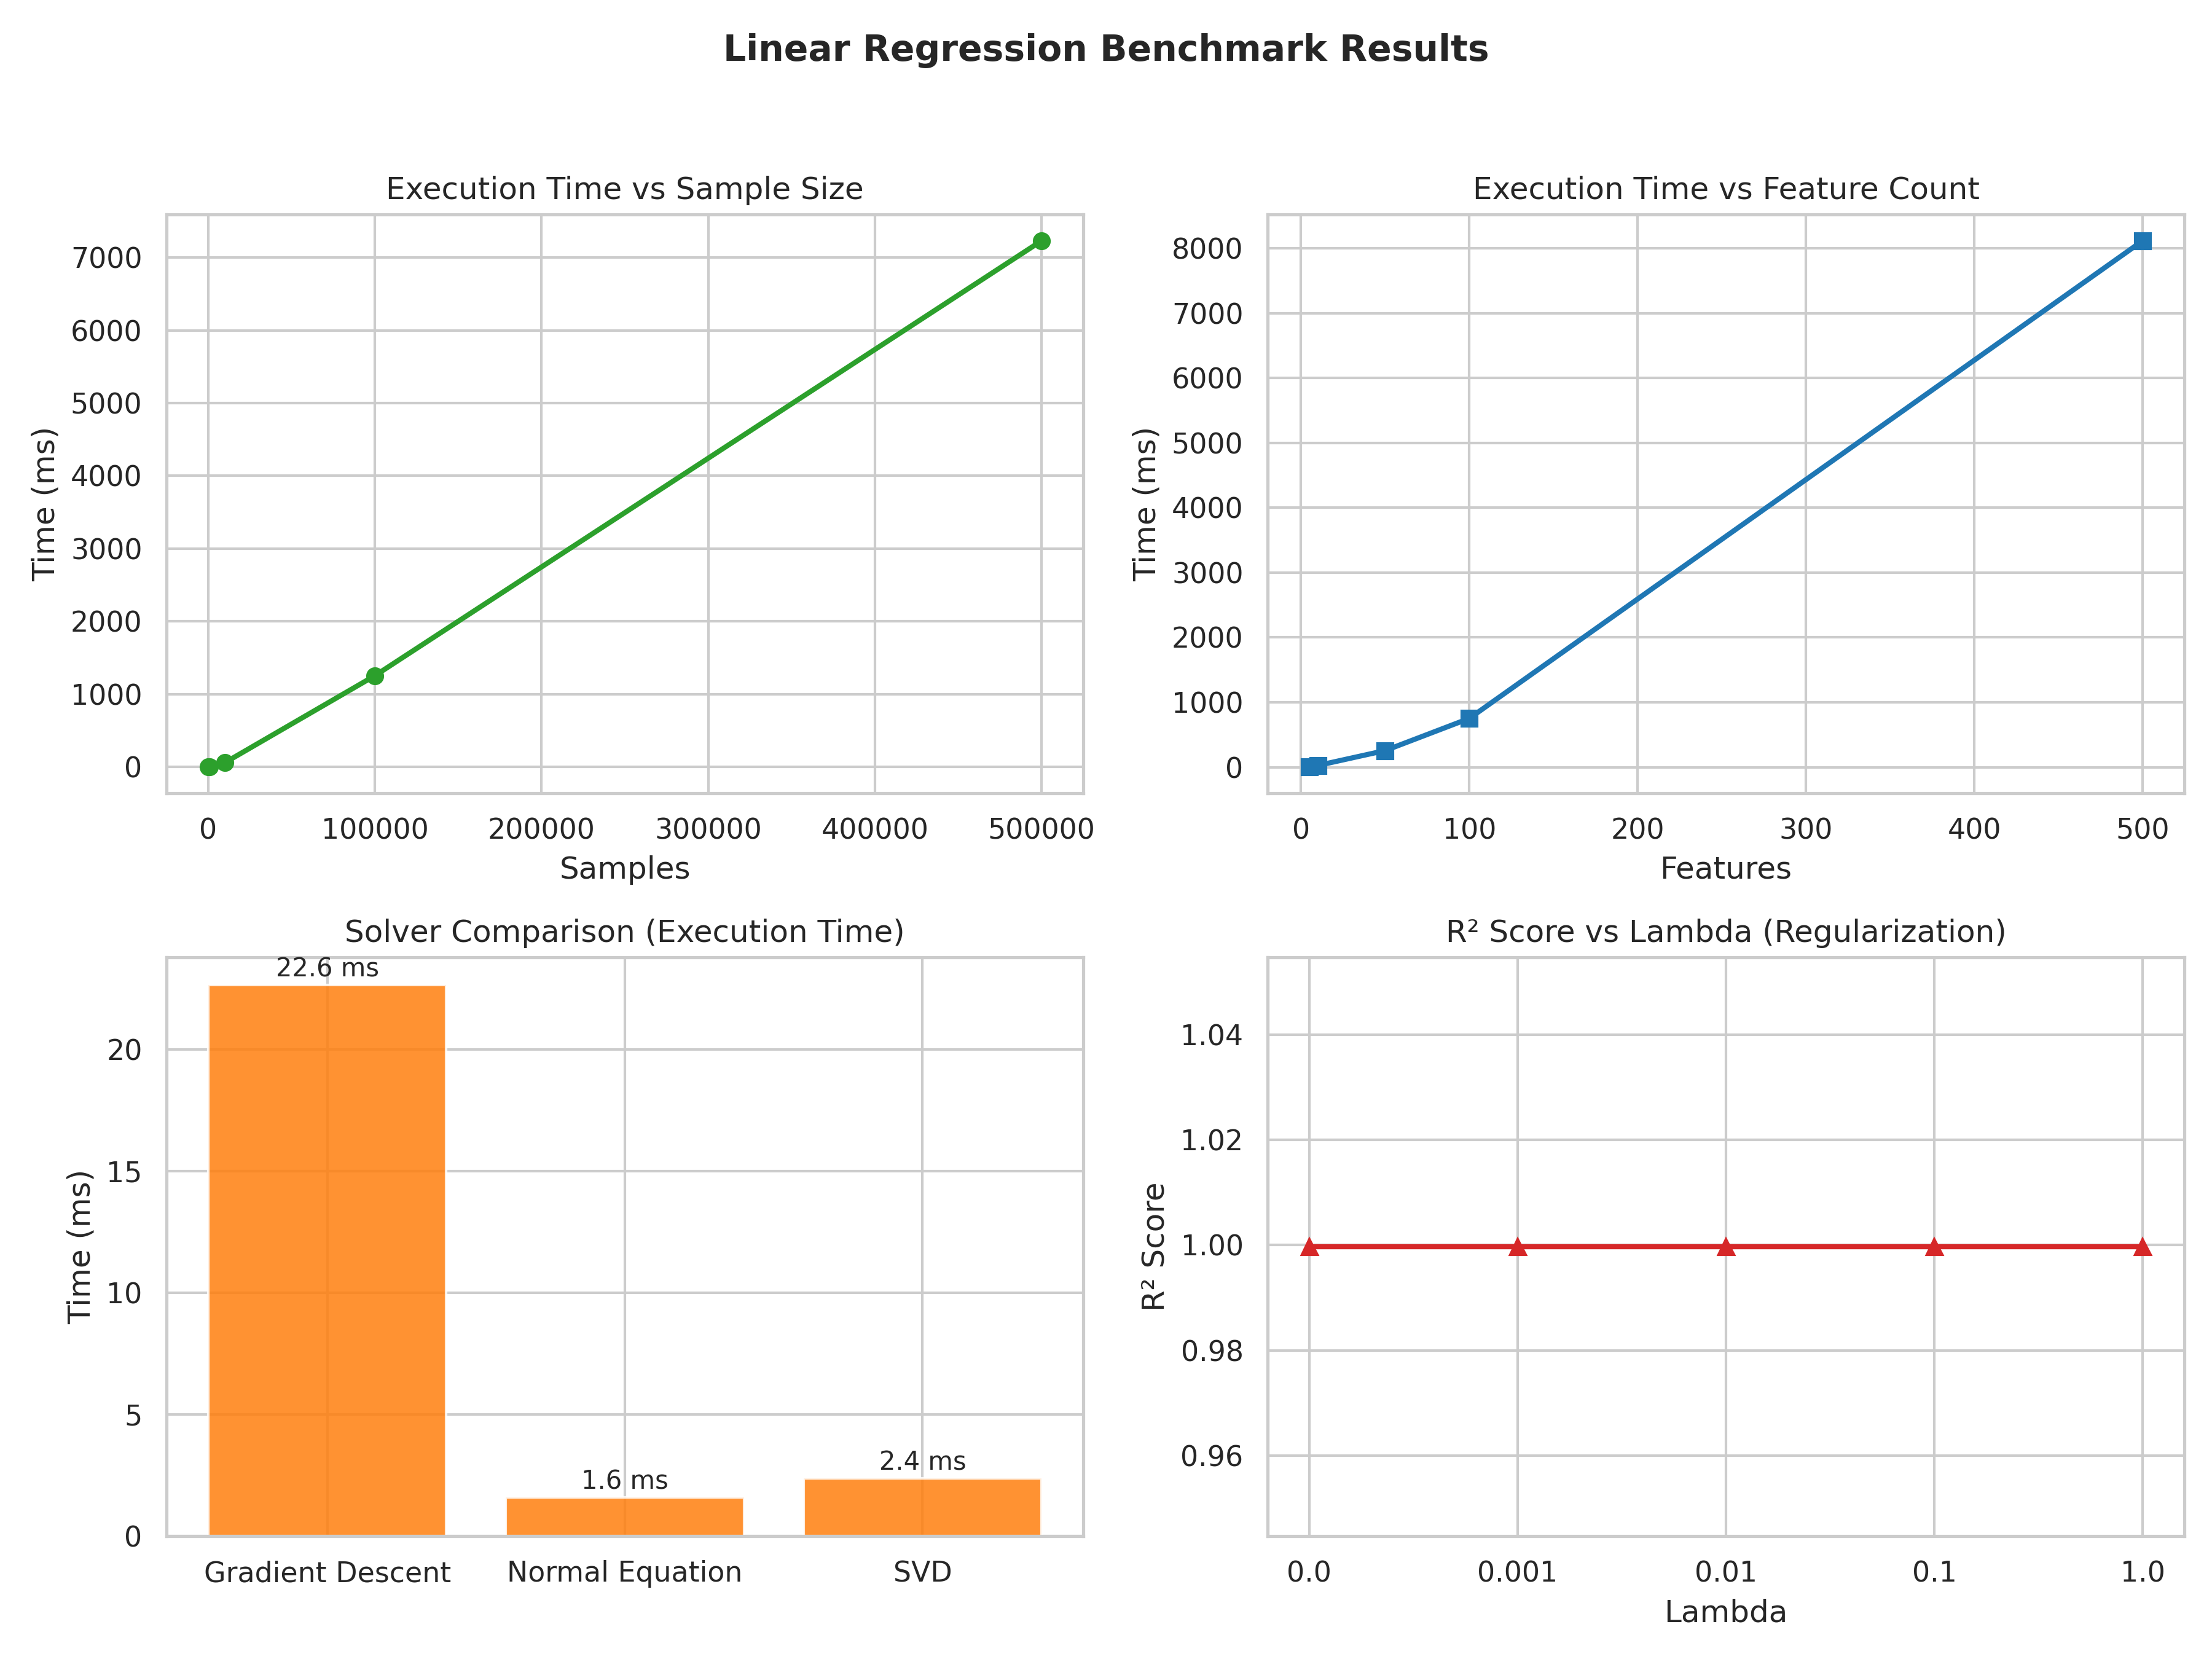 Linear Regression Benchmark Results
Execution Time vs Sample Size
Time (ms)
7000
6000
5000
4000
3000
2000
1000
0
0 100000 200000 300000 400000 500000
Samples
Execution Time vs Feature Count
Time (ms)
8000
7000
6000
5000
4000
3000
2000
1000
0
0 100 200 300 400 500
Features
Solver Comparison (Execution Time)
Time (ms)
20
15
10
5
0
22.6 ms
1.6 ms
2.4 ms
Gradient Descent Normal Equation SVD
R² Score vs Lambda (Regularization)
R² Score
1.04
1.02
1.00
0.98
0.96
0.0 0.001 0.01 0.1 1.0
Lambda